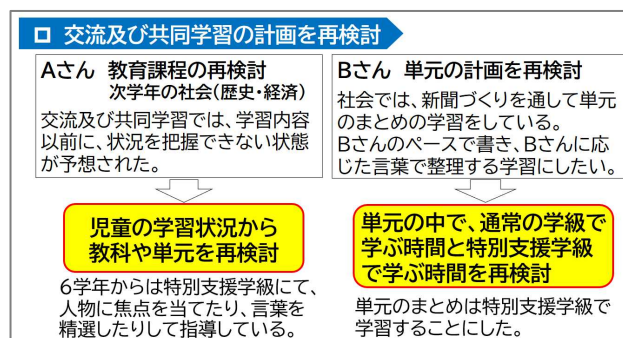 ロ 交流及び共同学習の計画を再検討
Aさん 教育課程の再検討
次学年の社会(歴史・経済)
交流及び共同学習では、学習内容
以前に、状況を把握できない状態
が予想された。
児童の学習状況から
教科や単元を再検討
6学年からは特別支援学級にて、
人物に焦点を当てたり、言葉を
精選したりして指導している。
Bさん 単元の計画を再検討
社会では、新聞づくりを通して単元
のまとめの学習をしている。
Bさんのペースで書き、Bさんに応
じた言葉で整理する学習にしたい。
単元の中で、通常の学級で
学ぶ時間と特別支援学級
で学ぶ時間を再検討
単元のまとめは特別支援学級で
学習することにした。